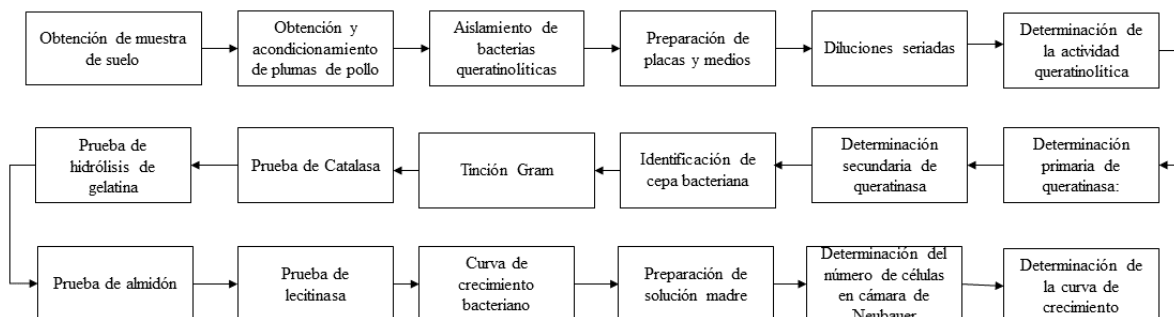 Obtención de muestra
de suelo
Obtención y
acondicionamiento
de plumas de pollo
Aislamiento de
bacterias
queratinolíticas
Preparación de
placas y medios
Diluciones seriadas
Determinación de
la actividad
queratinolítica
Determinación
primaria de
queratinasa:
Determinación
secundaria de
queratinasa
Identificación de
cepa bacteriana
Tinción Gram
Prueba de Catalasa
Prueba de
hidrólisis de
gelatina
Prueba de almidón
Prueba de
lecitinasa
Curva de
crecimiento
bacteriano
Preparación de
solución madre
Determinación del
número de células
en cámara de
Neubauer
Determinación de
la curva de
crecimiento